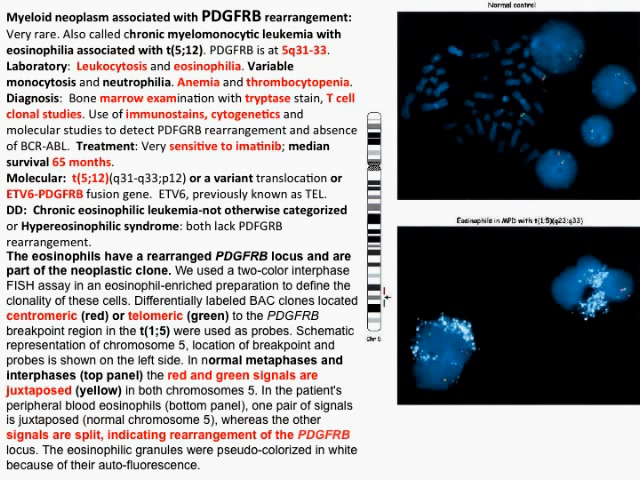 Myeloid neoplasm associated with PDGFRB rearrangement:
Very rare. Also called chronic myelomonocytic leukemia with
eosinophilia associated with t(5;12). PDGFRB is at 5q31-33.
Laboratory: Leukocytosis and eosinophilia. Variable
monocytosis and neutrophilia. Anemia and thrombocytopenia.
Diagnosis: Bone marrow examination with tryptase stain, T cell
clonal studies. Use of immunostains, cytogenetics and
molecular studies to detect PDFGRB rearrangement and absence
of BCR-ABL. Treatment: Very sensitive to imatinib; median
survival 65 months.
Molecular: t(5;12)(q31-q33;p12) or a variant translocation or
ETV6-PDGFRB fusion gene. ETV6, previously known as TEL.
DD: Chronic eosinophilic leukemia-not otherwise categorized
or Hypereosinophilic syndrome: both lack PDFGRB
rearrangement.
The eosinophils have a rearranged PDGFRB locus and are
part of the neoplastic clone. We used a two-color interphase
FISH assay in an eosinophil-enriched preparation to define the
clonality of these cells. Differentially labeled BAC clones located
centromeric (red) or telomeric (green) to the PDGFRB
breakpoint region in the t(1;5) were used as probes. Schematic
representation of chromosome 5, location of breakpoint and
probes is shown on the left side. In normal metaphases and
interphases (top panel) the red and green signals are
juxtaposed (yellow) in both chromosomes 5. In the patient's
peripheral blood eosinophils (bottom panel), one pair of signals
is juxtaposed (normal chromosome 5), whereas the other
signals are split, indicating rearrangement of the PDGFRB
locus. The eosinophilic granules were pseudo-colorized in white
because of their auto-fluorescence.
Chr 5
Normal control
Eosinophils in MPD with t(1;5)(q23;q33)